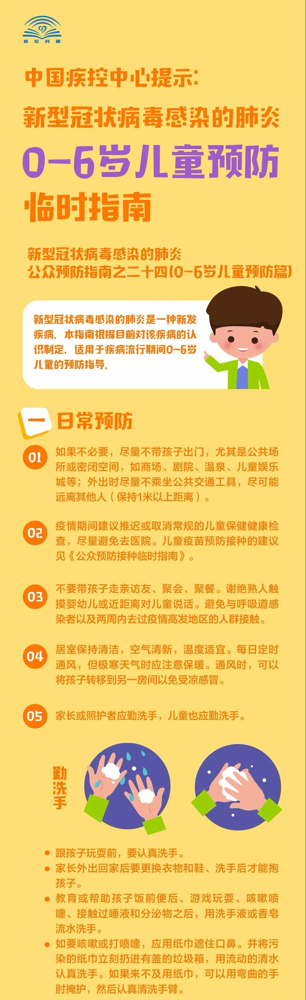 疾控科普
中国疾控中心提示:
新型冠状病毒感染的肺炎
0-6岁儿童预防
临时指南
新型冠状病毒感染的肺炎
公众预防指南之二十四(0-6岁儿童预防篇)
新型冠状病毒感染的肺炎是一种新发
疾病。本指南根据目前对该疾病的认
识制定，适用于疾病流行期间0-6岁
儿童的预防指导。
一 日常预防
01 如果不必要，尽量不带孩子出门，尤其是公共场
所或密闭空间，如商场、剧院、温泉、儿童娱乐
城等；外出时尽量不乘坐公共交通工具，尽可能
远离其他人（保持1米以上距离）。
02 疫情期间建议推迟或取消常规的儿童保健健康检
查，尽量避免去医院。儿童疫苗预防接种的建议
见《公众预防接种临时指南》。
03 不要带孩子走亲访友、聚会、聚餐。谢绝熟人触
摸婴幼儿或近距离对儿童说话。避免与呼吸道感
染者以及两周内去过疫情高发地区的人群接触。
04 居室保持清洁，空气清新，温度适宜。每日定时
通风，但极寒天气时应注意保暖。通风时，可以
将孩子转移到另一房间以免受凉感冒。
05 家长或照护者应勤洗手，儿童也应勤洗手。
勤洗手
● 跟孩子玩耍前，要认真洗手。
● 家长外出回家后要更换衣物和鞋、洗手后才能抱
孩子。
● 教育或帮助孩子饭前便后、游戏玩耍、咳嗽喷
嚏、接触过唾液和分泌物之后，用洗手液或香皂
流水洗手。
● 如要咳嗽或打喷嚏，应用纸巾遮住口鼻。并将污
染的纸巾立刻扔进有盖的垃圾箱，用流动的清水
认真洗手。如果来不及用纸巾，可以用弯曲的手
肘掩护，然后认真清洗手臂。